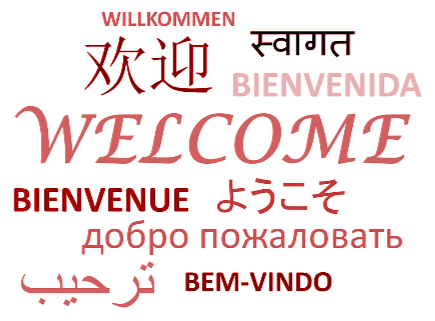 WILLKOMMEN
欢迎 स्वागत
BIENVENIDA
WELCOME
BIENVENUE ようこそ
добро пожаловать
ترحيب BEM-VINDO